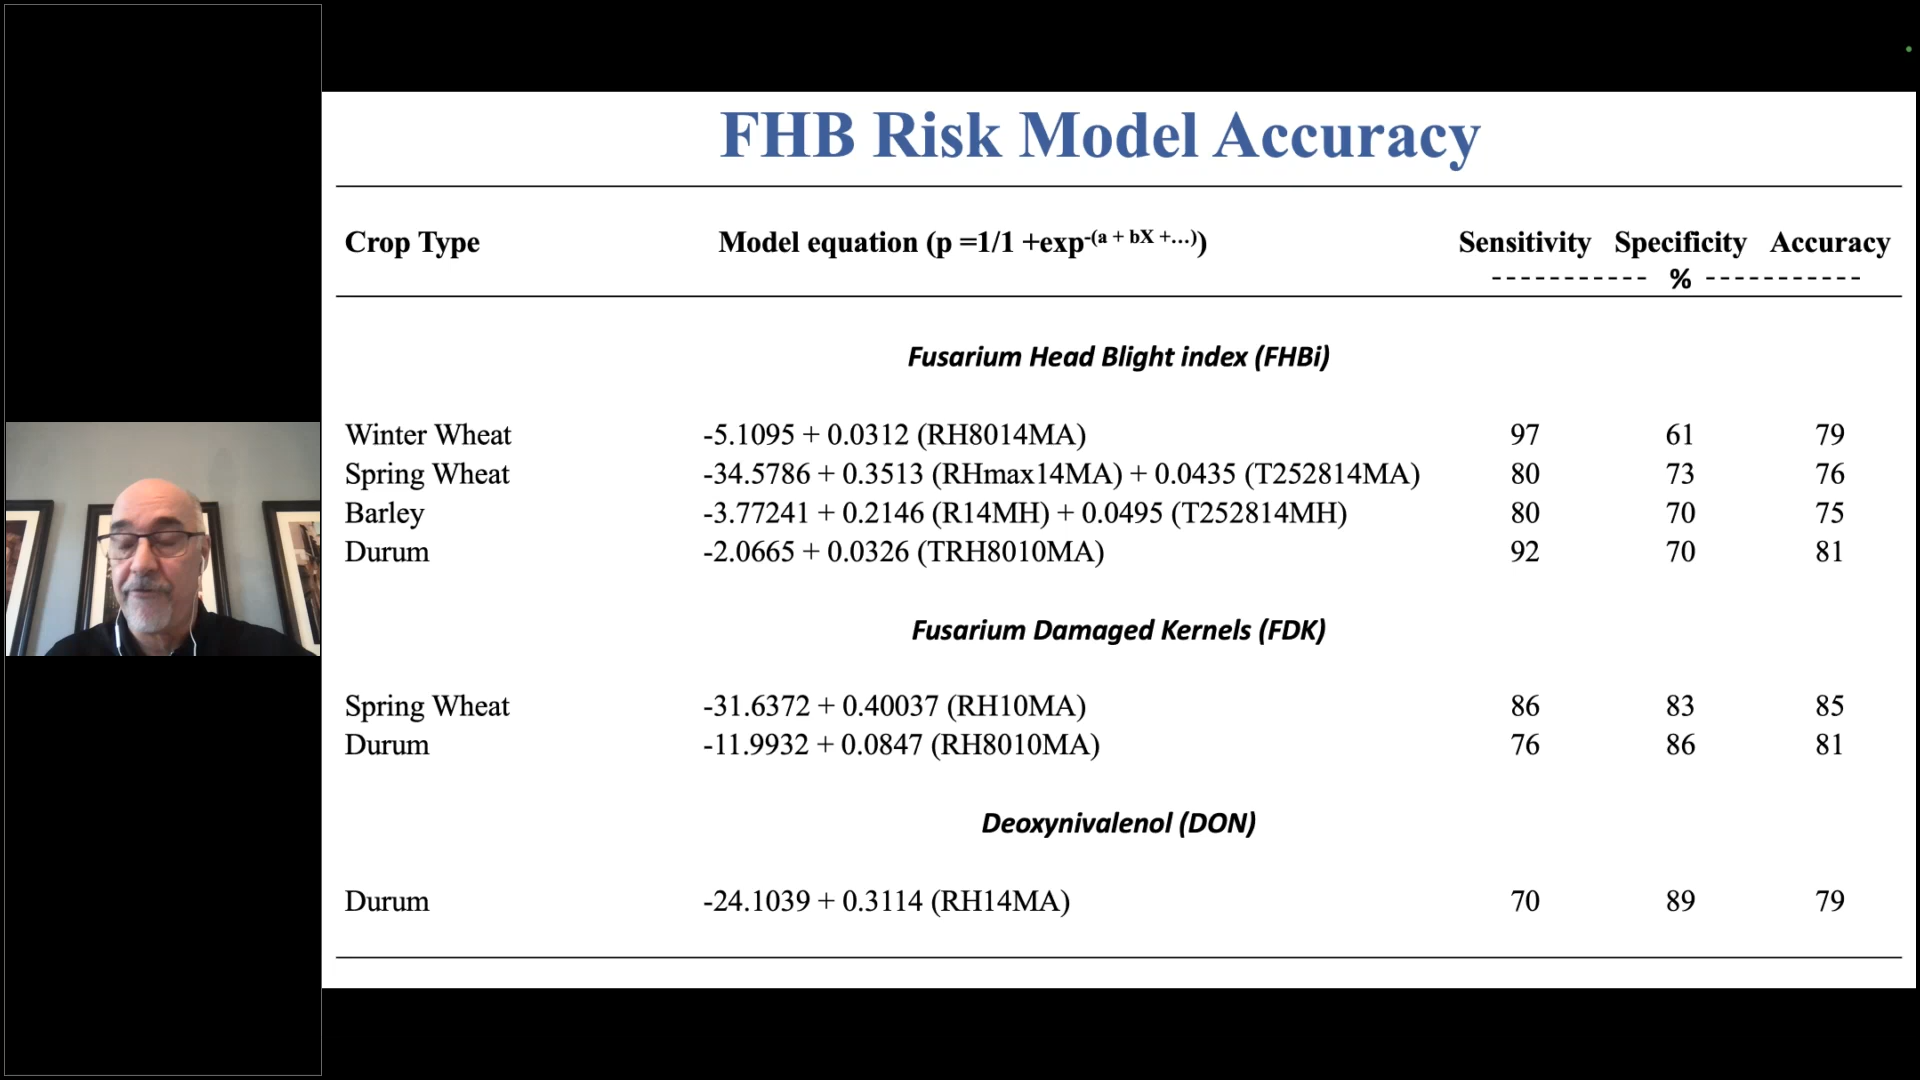 FHB Risk Model Accuracy
Crop Type Model equation (p =1/1 +exp-(a + bX +...)) Sensitivity Specificity Accuracy
----------- % -----------
Fusarium Head Blight index (FHBi)
Winter Wheat -5.1095 + 0.0312 (RH8014MA) 97 61 79
Spring Wheat -34.5786 + 0.3513 (RHmax14MA) + 0.0435 (T252814MA) 80 73 76
Barley -3.77241 + 0.2146 (R14MH) + 0.0495 (T252814MH) 80 70 75
Durum -2.0665 + 0.0326 (TRH8010MA) 92 70 81
Fusarium Damaged Kernels (FDK)
Spring Wheat -31.6372 + 0.40037 (RH10MA) 86 83 85
Durum -11.9932 + 0.0847 (RH8010MA) 76 86 81
Deoxynivalenol (DON)
Durum -24.1039 + 0.3114 (RH14MA) 70 89 79